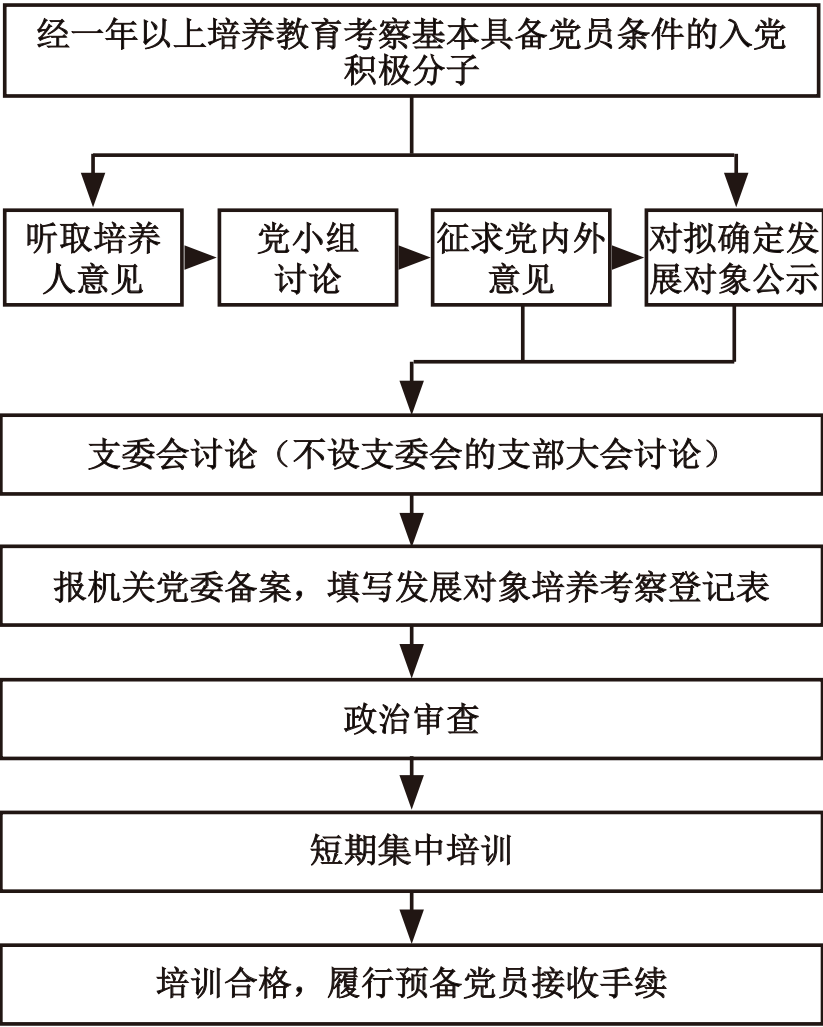 经一年以上培养教育考察基本具备党员条件的入党
积极分子
听取培养
人意见
党小组
讨论
征求党内外
意见
对拟确定发
展对象公示
支委会讨论（不设支委会的支部大会讨论）
报机关党委备案，填写发展对象培养考察登记表
政治审查
短期集中培训
培训合格，履行预备党员接收手续